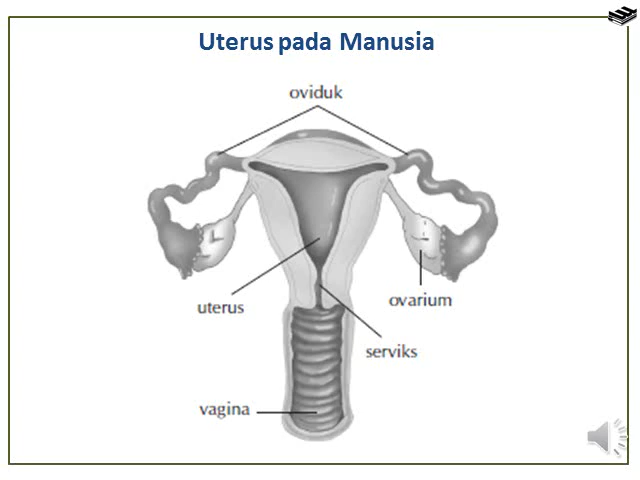 Uterus pada Manusia
oviduk
uterus
ovarium
serviks
vagina